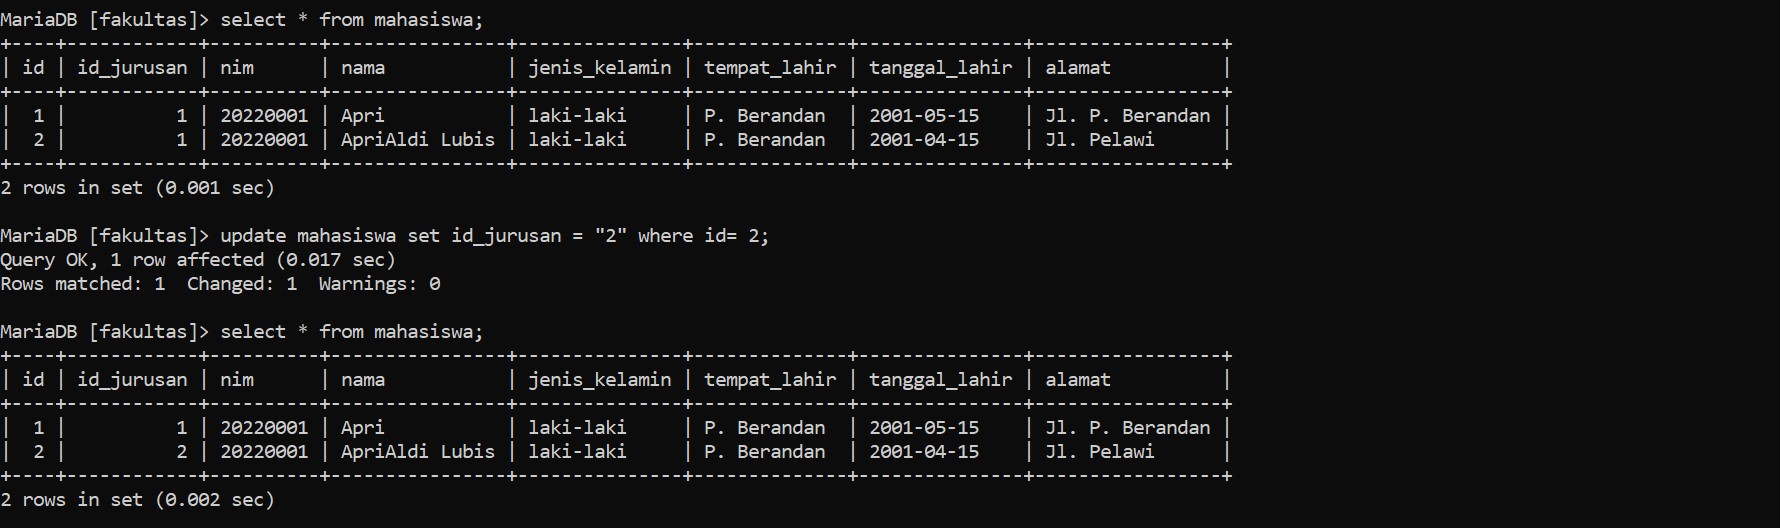 MariaDB [fakultas]> select * from mahasiswa;
+----+------------+----------+---------------+---------------+--------------+---------------+-----------------+
| id | id_jurusan | nim      | nama          | jenis_kelamin | tempat_lahir | tanggal_lahir | alamat          |
+----+------------+----------+---------------+---------------+--------------+---------------+-----------------+
|  1 |          1 | 20220001 | Apri          | laki-laki     | P. Berandan  | 2001-05-15    | Jl. P. Berandan |
|  2 |          1 | 20220001 | ApriAldi Lubis | laki-laki     | P. Berandan  | 2001-04-15    | Jl. Pelawi      |
+----+------------+----------+---------------+---------------+--------------+---------------+-----------------+
2 rows in set (0.001 sec)
MariaDB [fakultas]> update mahasiswa set id_jurusan = "2" where id= 2;
Query OK, 1 row affected (0.017 sec)
Rows matched: 1  Changed: 1  Warnings: 0
MariaDB [fakultas]> select * from mahasiswa;
+----+------------+----------+---------------+---------------+--------------+---------------+-----------------+
| id | id_jurusan | nim      | nama          | jenis_kelamin | tempat_lahir | tanggal_lahir | alamat          |
+----+------------+----------+---------------+---------------+--------------+---------------+-----------------+
|  1 |          1 | 20220001 | Apri          | laki-laki     | P. Berandan  | 2001-05-15    | Jl. P. Berandan |
|  2 |          2 | 20220001 | ApriAldi Lubis | laki-laki     | P. Berandan  | 2001-04-15    | Jl. Pelawi      |
+----+------------+----------+---------------+---------------+--------------+---------------+-----------------+
2 rows in set (0.002 sec)